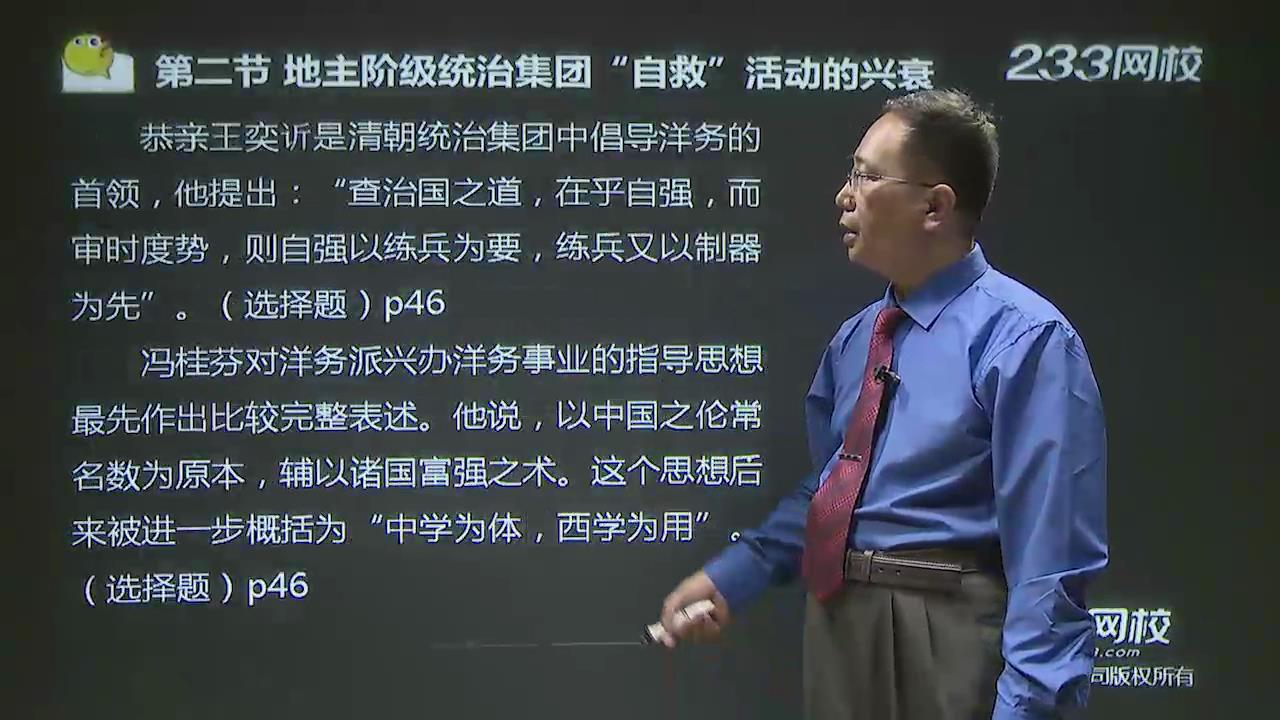 第二节 地主阶级统治集团“自救”活动的兴衰
233网校
恭亲王奕䜣是清朝统治集团中倡导洋务的
首领，他提出：“查治国之道，在乎自强，而
审时度势，则自强以练兵为要，练兵又以制器
为先”。（选择题）p46
冯桂芬对洋务派兴办洋务事业的指导思想
最先作出比较完整表述。他说，以中国之伦常
名数为原本，辅以诸国富强之术。这个思想后
来被进一步概括为“中学为体，西学为用”。
（选择题）p46
网校
.com
司版权所有